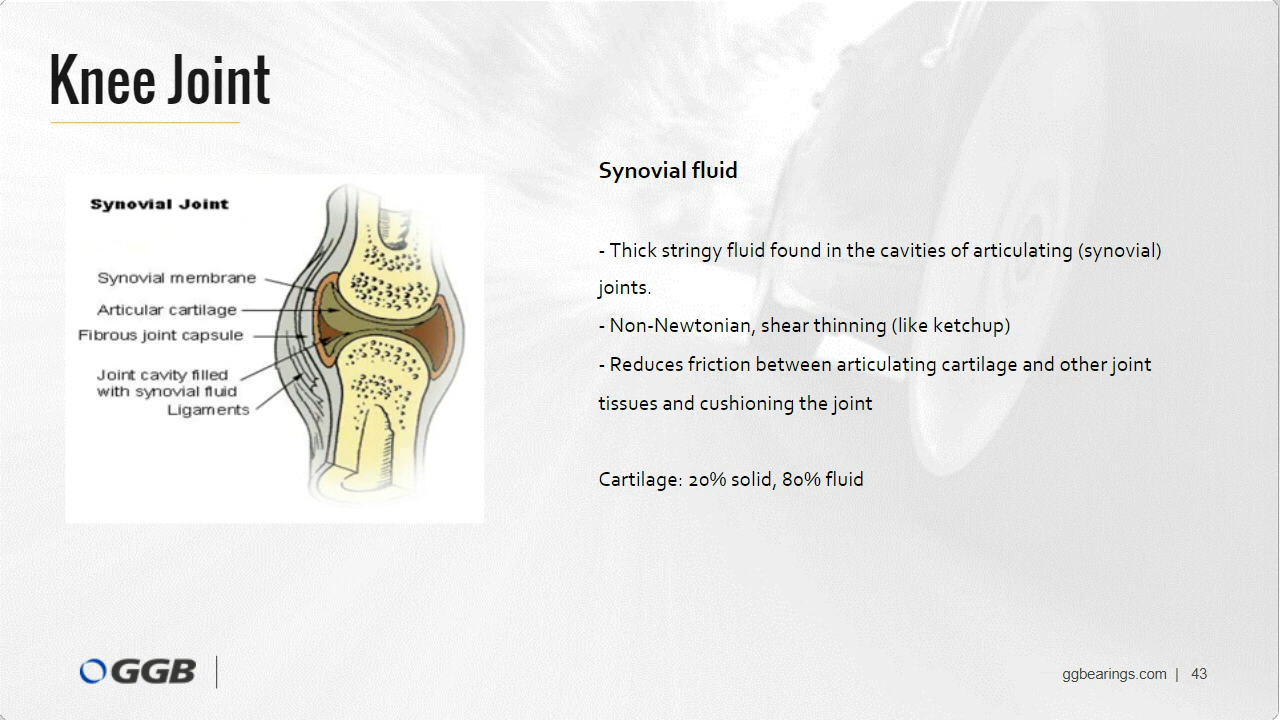 Knee Joint
Synovial Joint
Synovial membrane
Articular cartilage
Fibrous joint capsule
Joint cavity filled
with synovial fluid
Ligaments
Synovial fluid
- Thick stringy fluid found in the cavities of articulating (synovial)
joints.
- Non-Newtonian, shear thinning (like ketchup)
- Reduces friction between articulating cartilage and other joint
tissues and cushioning the joint
Cartilage: 20% solid, 80% fluid
GGB
ggbearings.com | 43